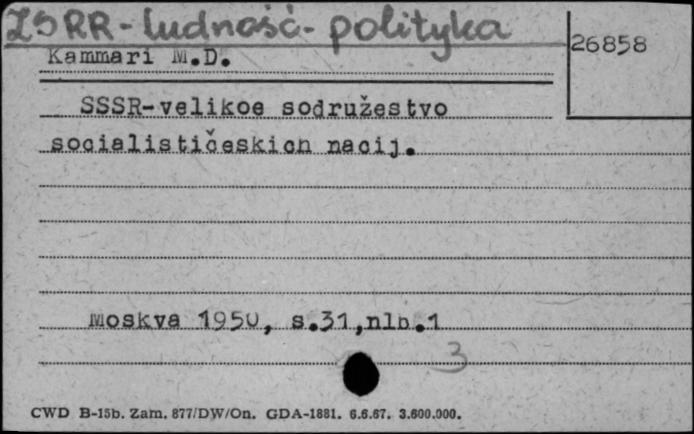 ZSRR - ludność - polityka
26858
Kammari M.D.
SSSR-velikoe sodružestvo
socialističeskich nacij.
Moskva 1950, s.31,nlb.1
3
CWD B-15b. Zam. 877/DW/On. GDA-1881. 6.6.67. 3.600.000.